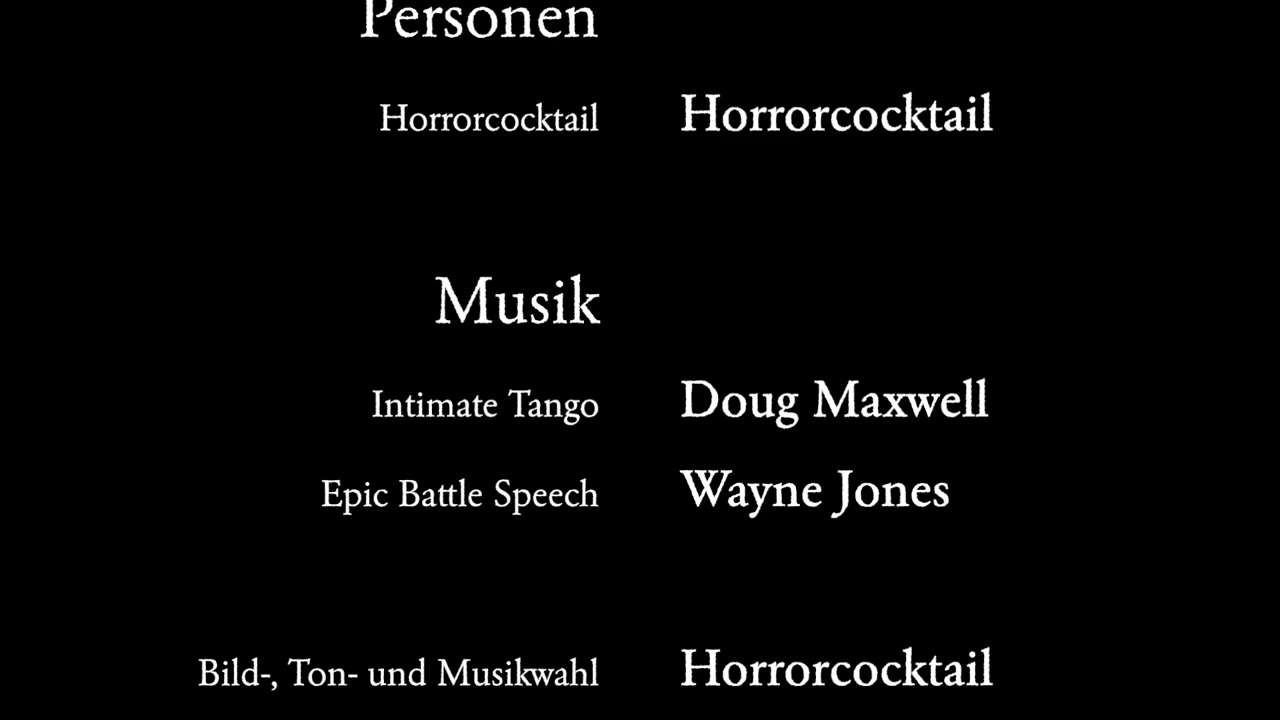 Personen
Horrorcocktail Horrorcocktail
Musik
Intimate Tango Doug Maxwell
Epic Battle Speech Wayne Jones
Bild-, Ton- und Musikwahl Horrorcocktail